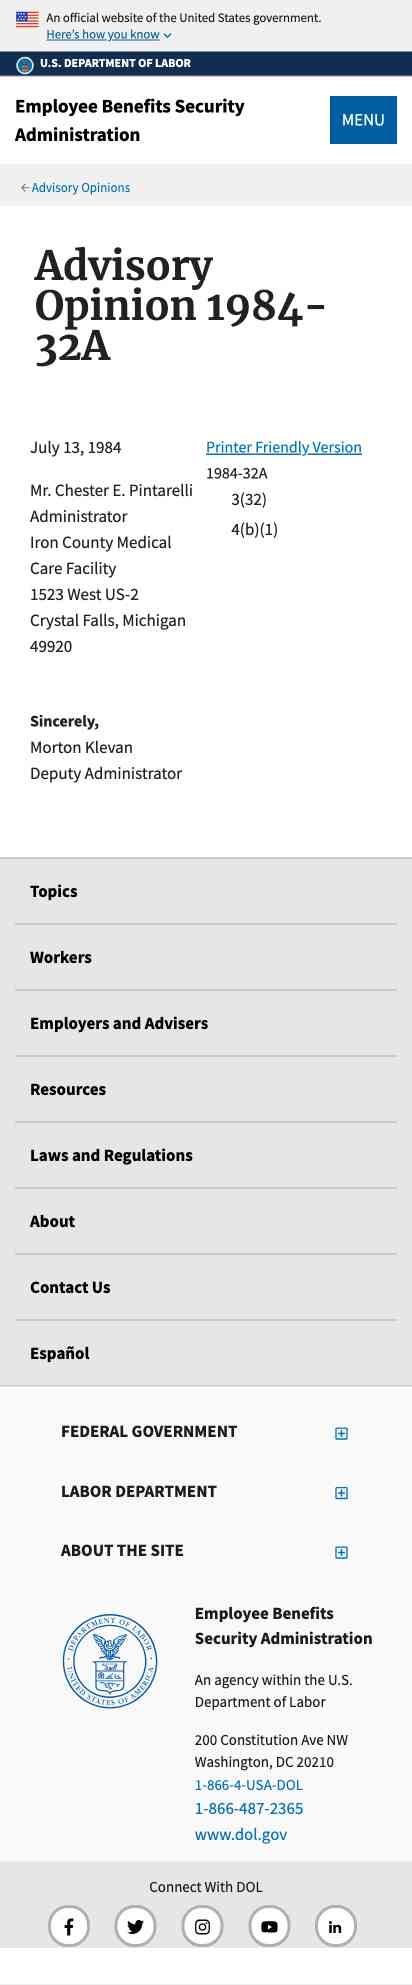 An official website of the United States government.
Here's how you know
U.S. DEPARTMENT OF LABOR
Employee Benefits Security
Administration
MENU
Advisory Opinions
Advisory
Opinion 1984-
32A
July 13, 1984
Mr. Chester E. Pintarelli
Administrator
Iron County Medical
Care Facility
1523 West US-2
Crystal Falls, Michigan
49920
Printer Friendly Version
1984-32A
3(32)
4(b)(1)
Sincerely,
Morton Klevan
Deputy Administrator
Topics
Workers
Employers and Advisers
Resources
Laws and Regulations
About
Contact Us
Español
FEDERAL GOVERNMENT
LABOR DEPARTMENT
ABOUT THE SITE
DEPARTMENT OF LABOR
UNITED STATES OF AMERICA
Employee Benefits
Security Administration
An agency within the U.S.
Department of Labor
200 Constitution Ave NW
Washington, DC 20210
1-866-4-USA-DOL
1-866-487-2365
www.dol.gov
Connect With DOL